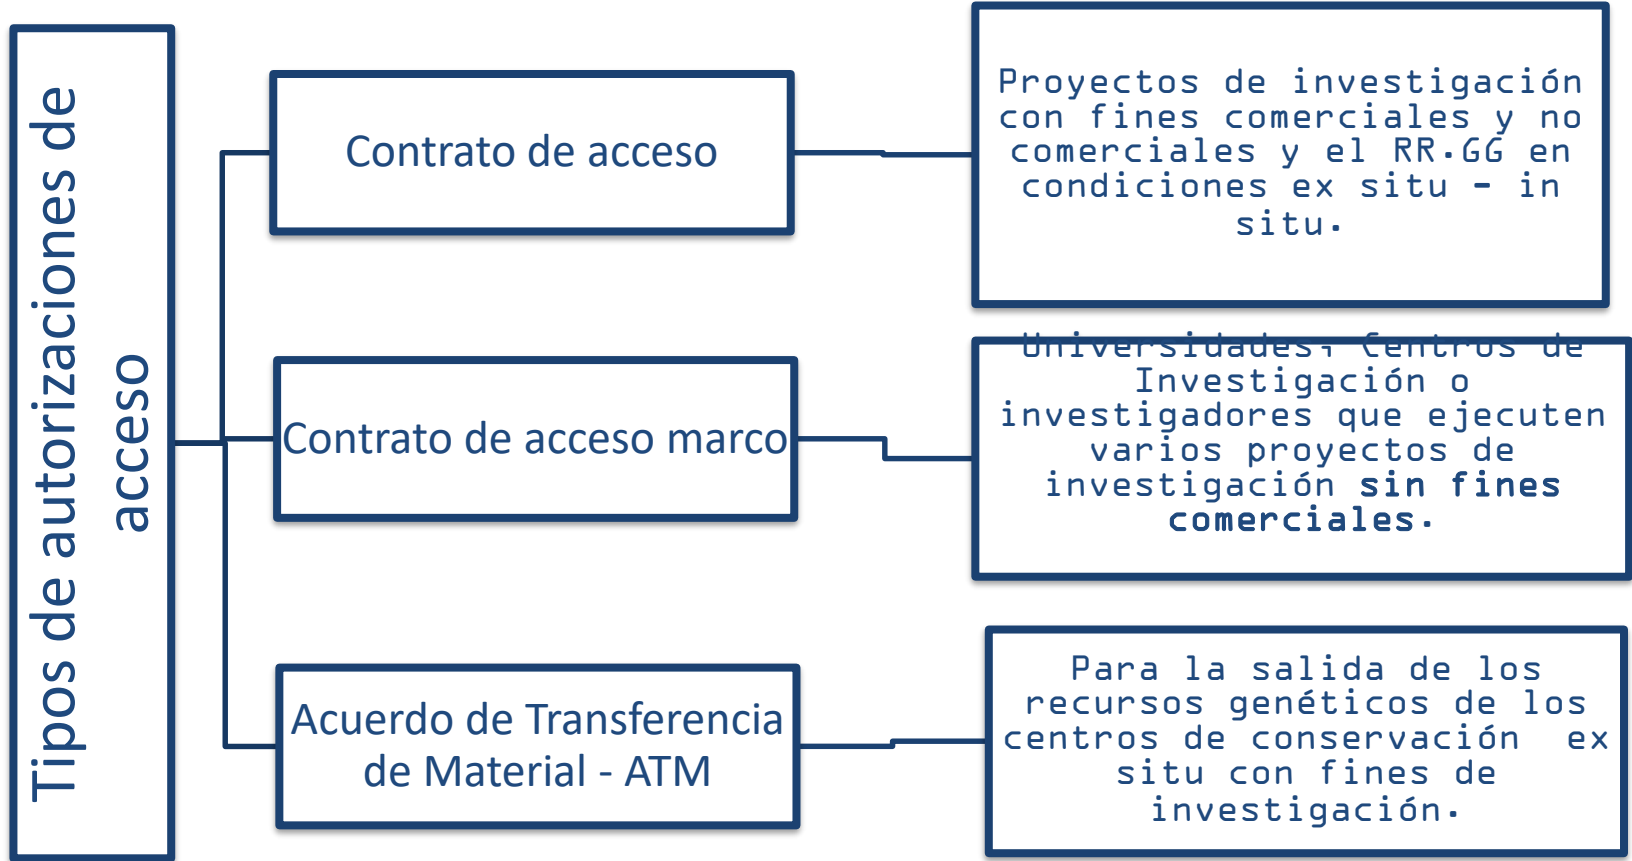 Tipos de autorizaciones de
acceso
Contrato de acceso
Proyectos de investigación
con fines comerciales y no
comerciales y el RR.GG en
condiciones ex situ - in
situ.
Contrato de acceso marco
Universidades, Centros de
Investigación o
investigadores que ejecuten
varios proyectos de
investigación sin fines
comerciales.
Acuerdo de Transferencia
de Material - ATM
Para la salida de los
recursos genéticos de los
centros de conservación ex
situ con fines de
investigación.